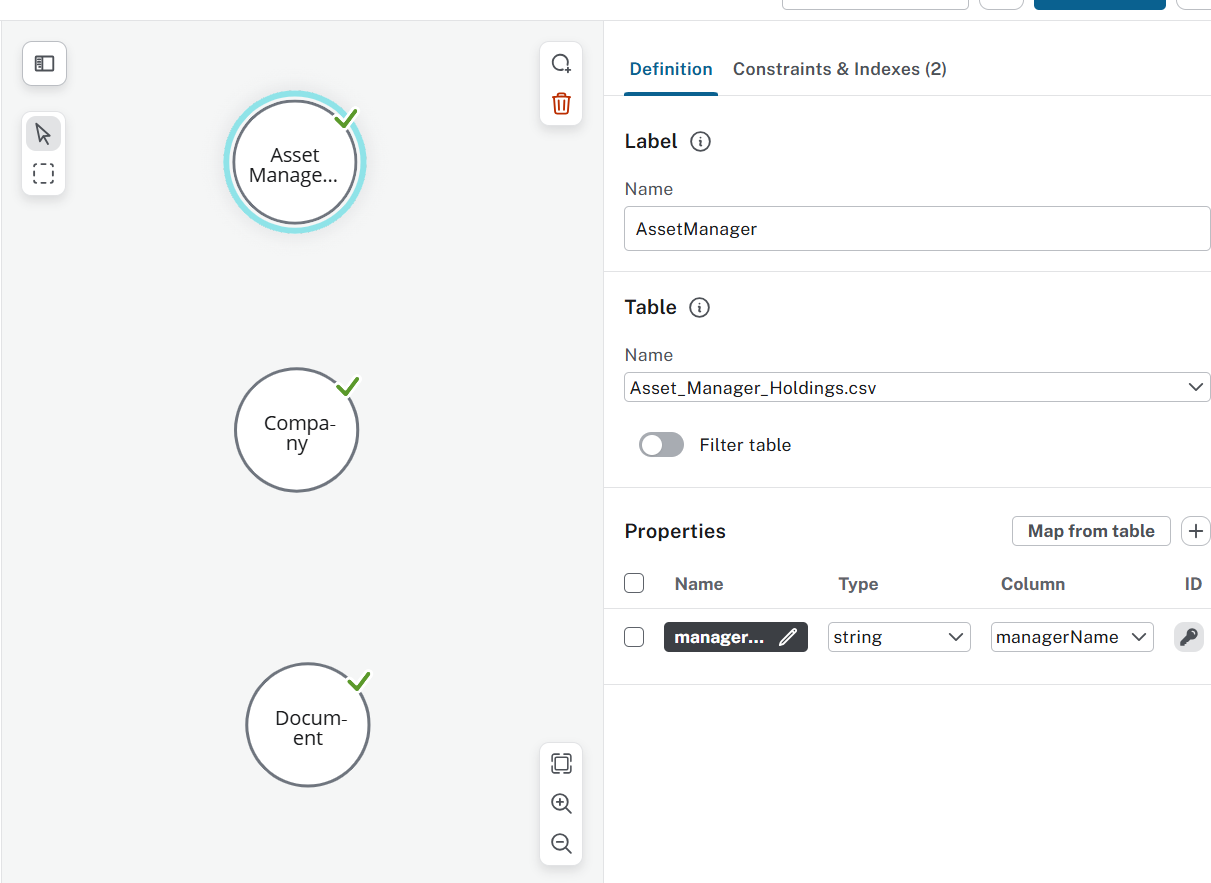 Asset
Manage...
Compa-
ny
Docum-
ent
Definition
Constraints & Indexes (2)
Label
Name
AssetManager
Table
Name
Asset_Manager_Holdings.csv
Filter table
Properties
Map from table
Name Type Column ID
manager... string managerName